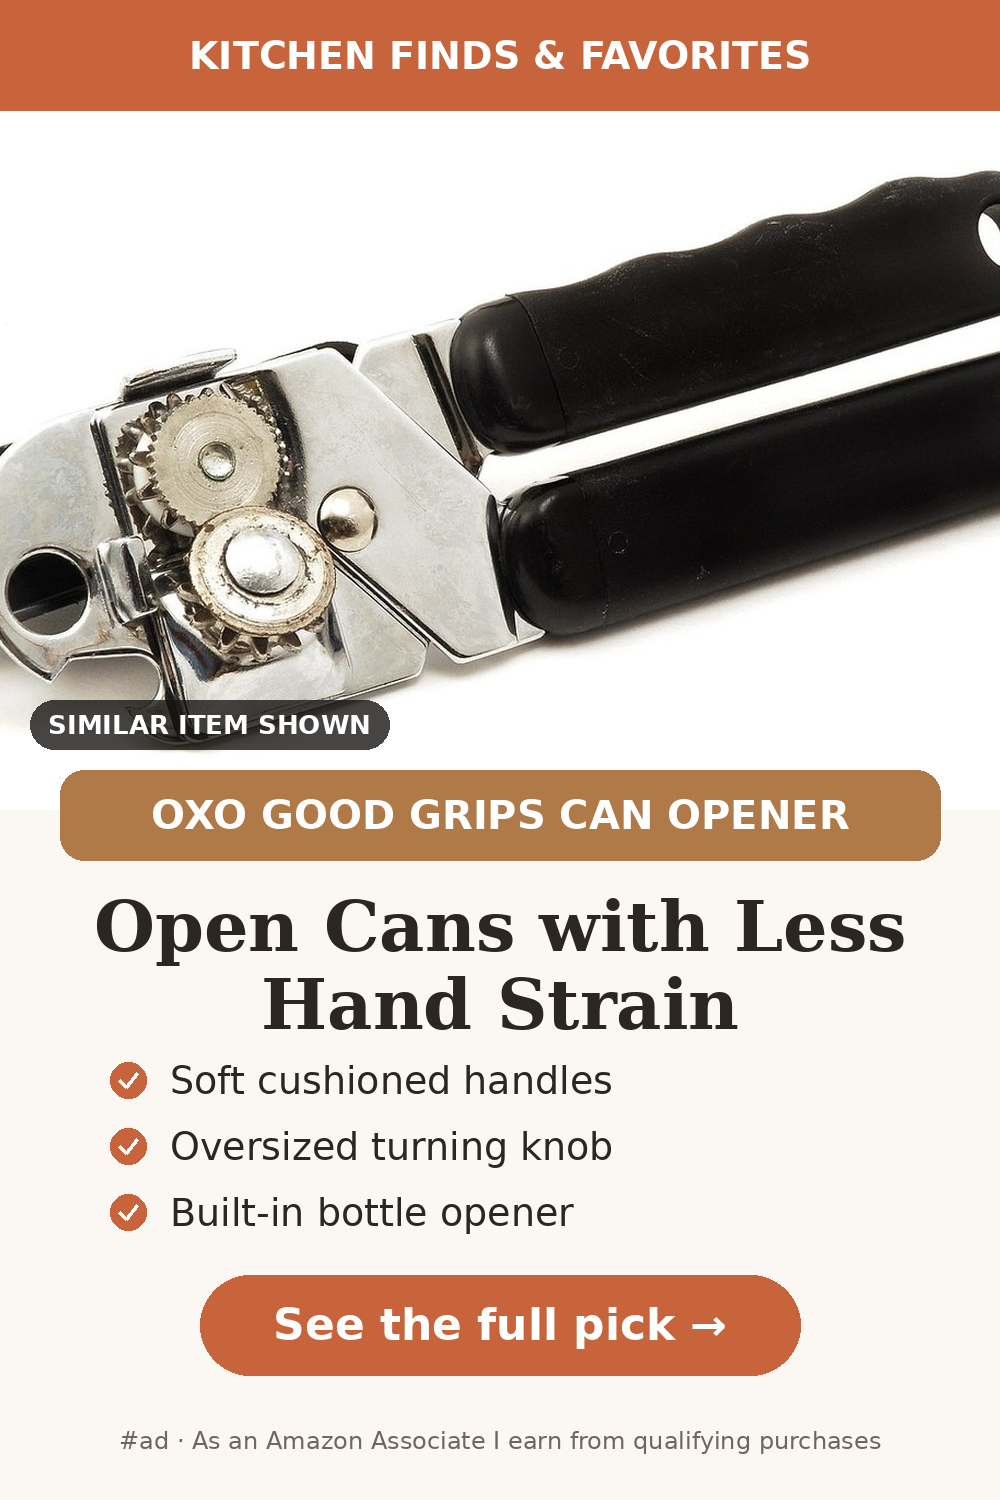 KITCHEN FINDS & FAVORITES
SIMILAR ITEM SHOWN
OXO GOOD GRIPS CAN OPENER
Open Cans with Less
Hand Strain
Soft cushioned handles
Oversized turning knob
Built-in bottle opener
See the full pick →
#ad · As an Amazon Associate I earn from qualifying purchases